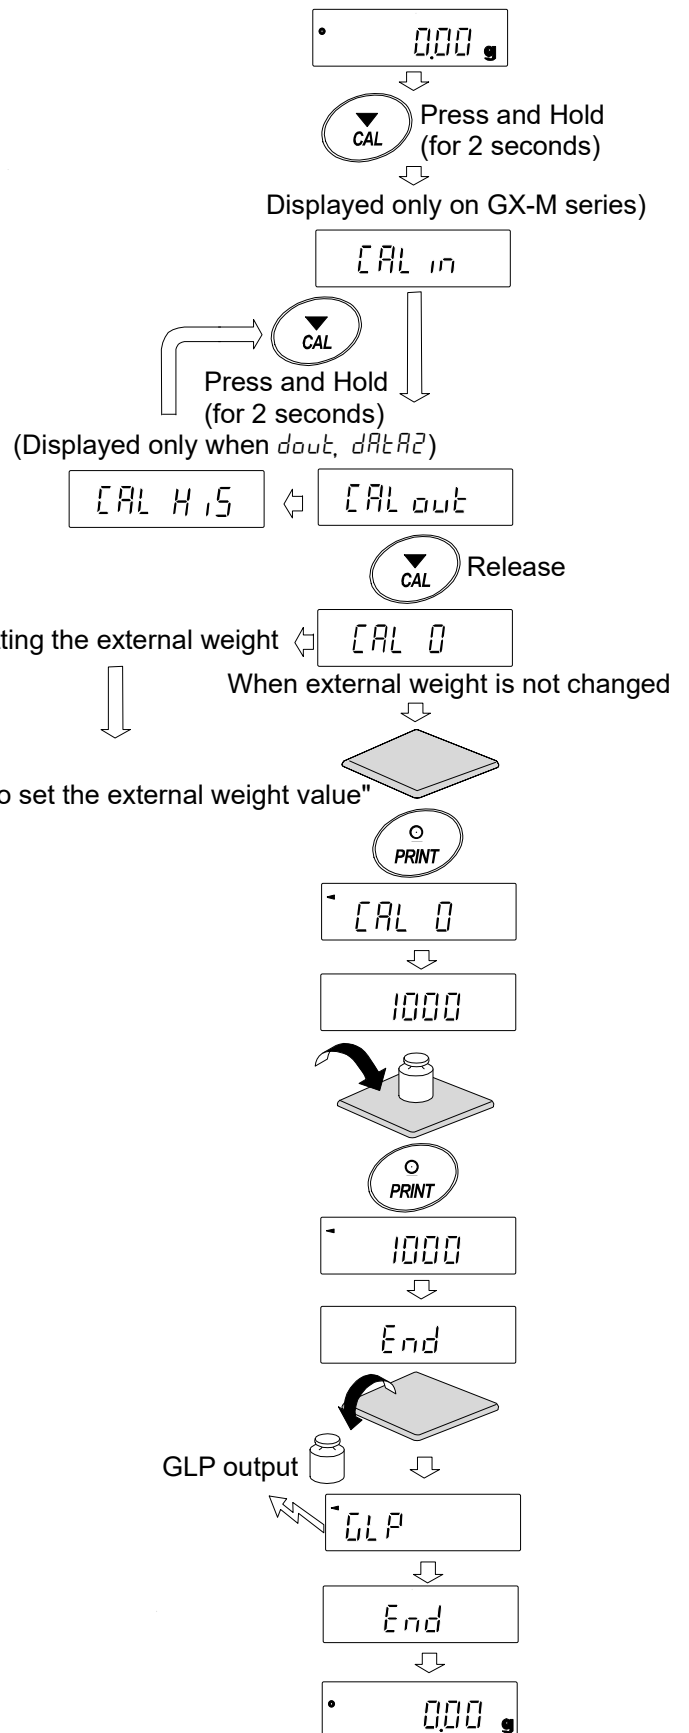 0.00 g
CAL
Press and Hold
(for 2 seconds)
Displayed only on GX-M series)
CAL in
CAL
Press and Hold
(for 2 seconds)
(Displayed only when dout, dAtA2)
CAL HiS
CAL out
CAL
Release
ting the external weight
CAL 0
When external weight is not changed
o set the external weight value"
PRINT
CAL 0
1000
PRINT
1000
End
GLP output
GLP
End
0.00 g